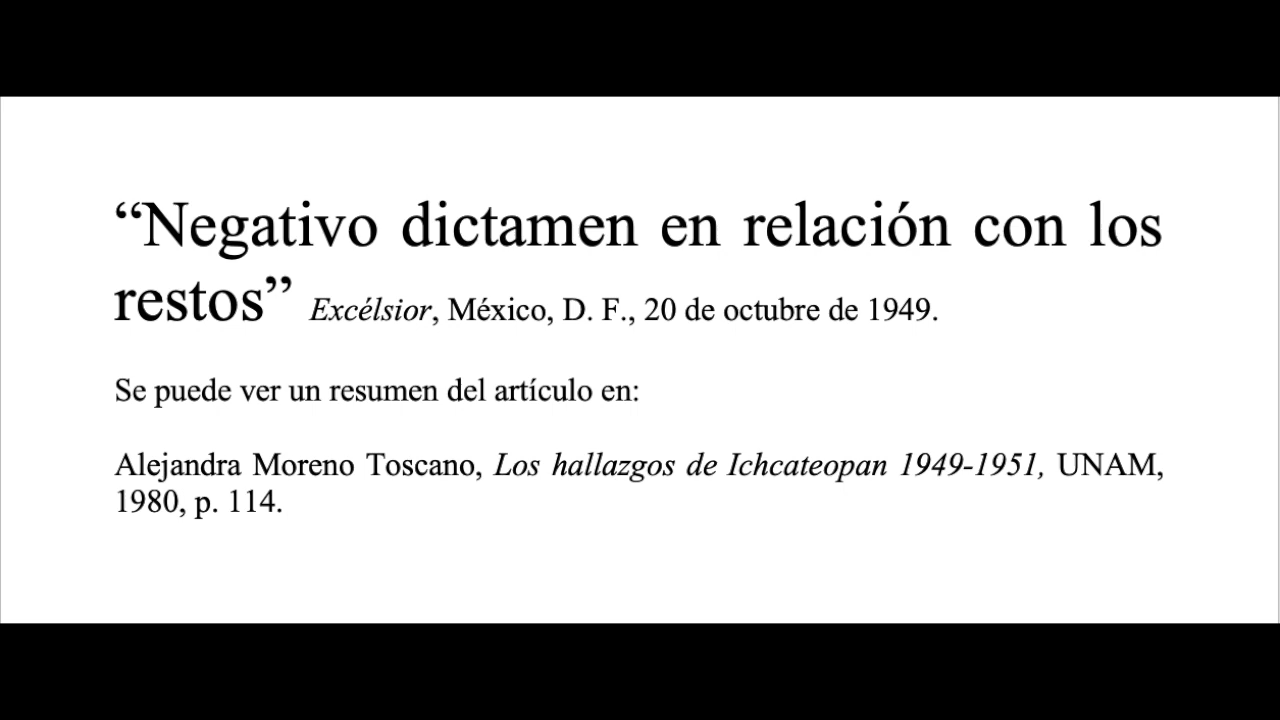 “Negativo dictamen en relación con los
restos” Excélsior, México, D. F., 20 de octubre de 1949.
Se puede ver un resumen del artículo en:
Alejandra Moreno Toscano, Los hallazgos de Ichcateopan 1949-1951, UNAM,
1980, p. 114.